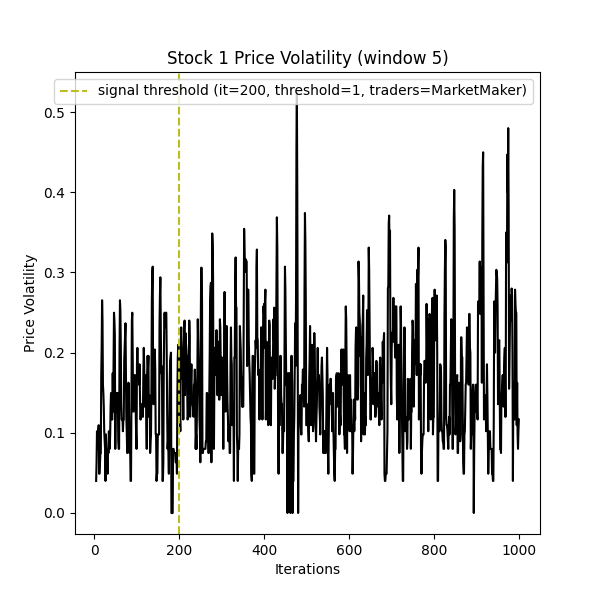 Stock 1 Price Volatility (window 5)
signal threshold (it=200, threshold=1, traders=MarketMaker)
0.5
0.4
0.3
0.2
0.1
0.0
Price Volatility
0 200 400 600 800 1000
Iterations